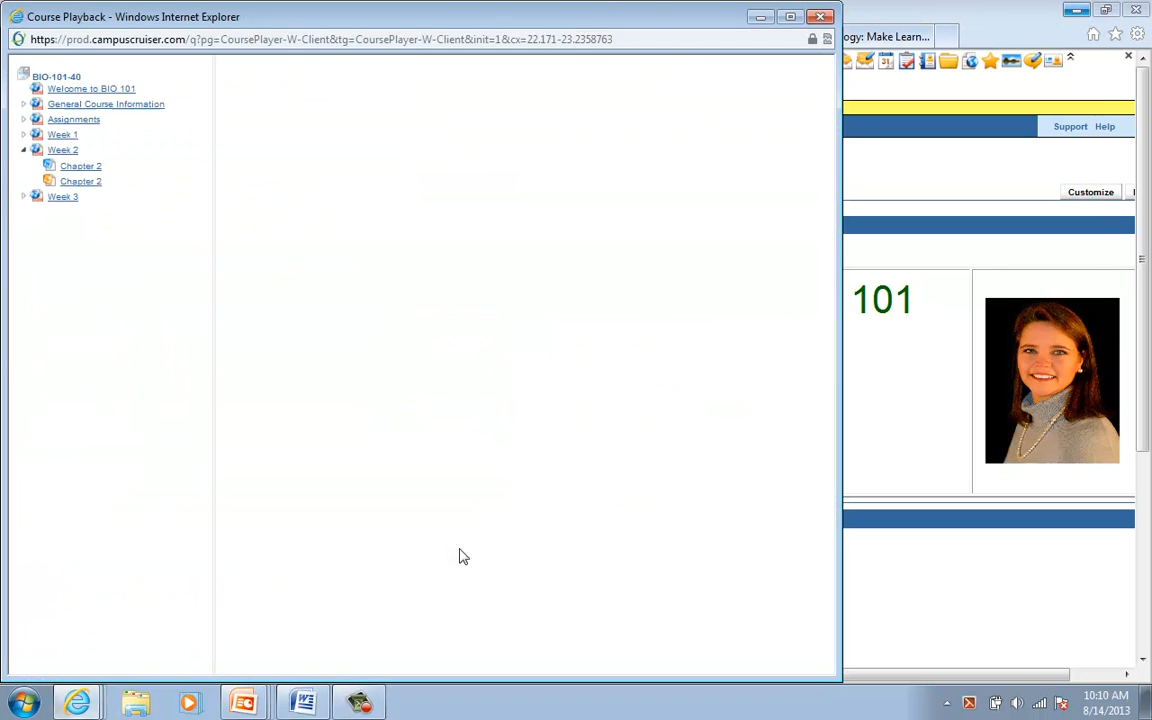 Course Playback - Windows Internet Explorer
https://prod.campuscruiser.com/q?pg=CoursePlayer-W-Client&tg=CoursePlayer-W-Client&init=1&cx=22.171-23.2358763
ogy: Make Learn...
BIO-101-40
Welcome to BIO 101
General Course Information
Assignments
Week 1
Week 2
Chapter 2
Chapter 2
Week 3
Support Help
Customize
101
10:10 AM
8/14/2013